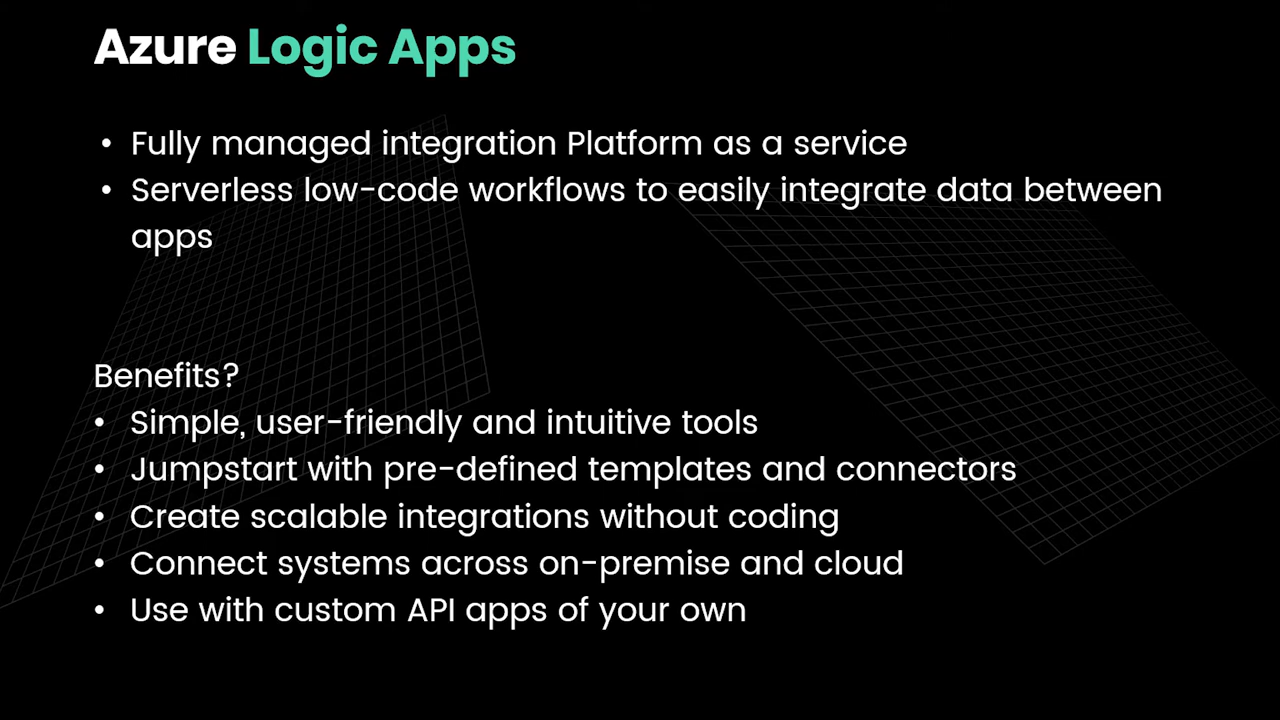 Azure Logic Apps
• Fully managed integration Platform as a service
• Serverless low-code workflows to easily integrate data between
apps
Benefits?
• Simple, user-friendly and intuitive tools
• Jumpstart with pre-defined templates and connectors
• Create scalable integrations without coding
• Connect systems across on-premise and cloud
• Use with custom API apps of your own